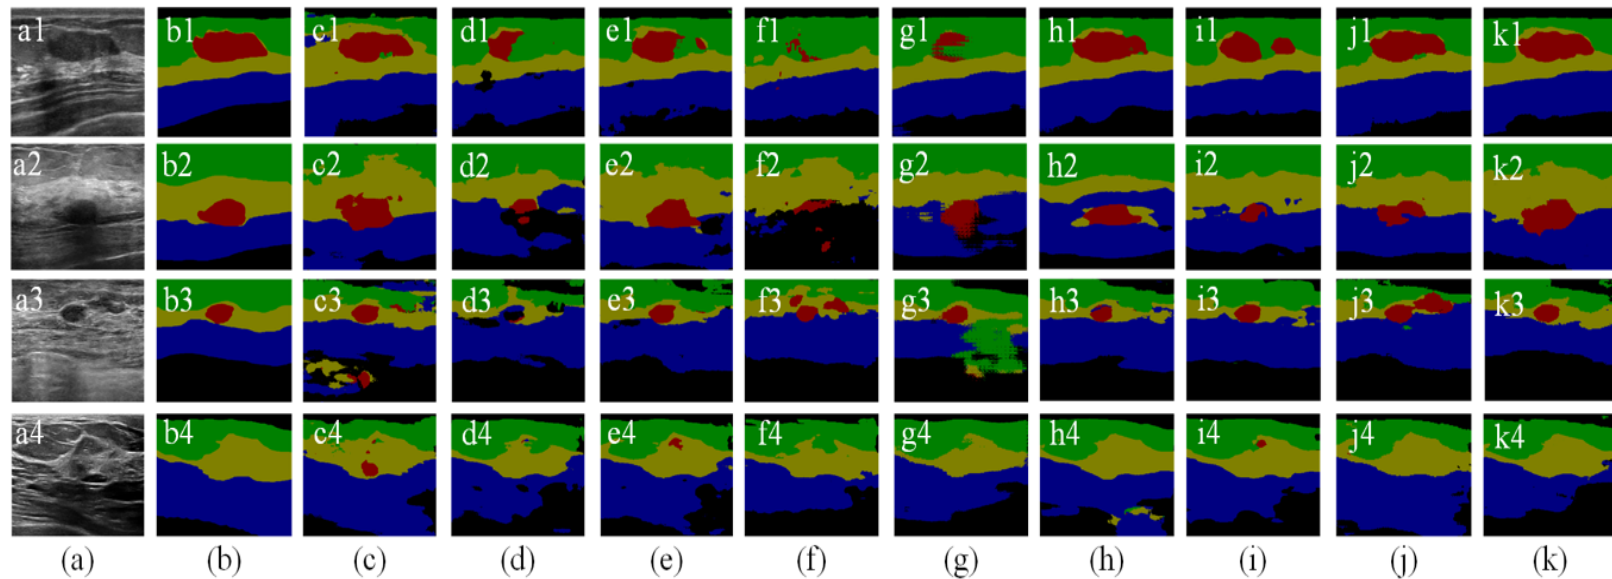 a1 b1 c1 d1 e1 f1 g1 h1 i1 j1 k1
a2 b2 c2 d2 e2 f2 g2 h2 i2 j2 k2
a3 b3 c3 d3 e3 f3 g3 h3 i3 j3 k3
a4 b4 c4 d4 e4 f4 g4 h4 i4 j4 k4
(a) (b) (c) (d) (e) (f) (g) (h) (i) (j) (k)